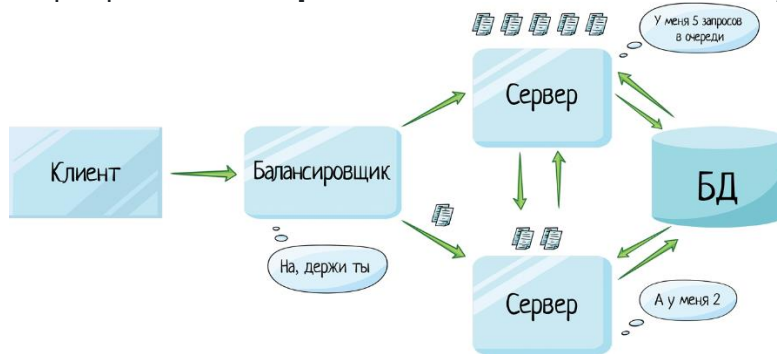 У меня 5 запросов
в очереди
Сервер
Клиент
Балансировщик
БД
На, держи ты
Сервер
А у меня 2